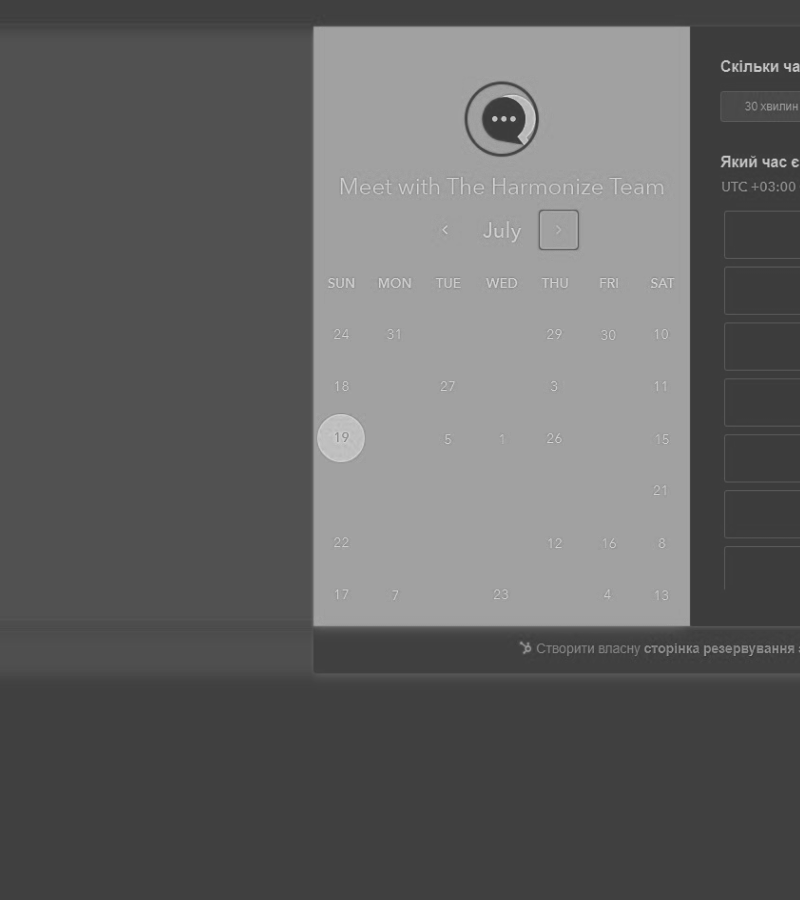 Meet with The Harmonize Team
July
SUN MON TUE WED THU FRI SAT
24 31 29 30 10
18 27 3 11
19 5 1 26 15
21
22 12 16 8
17 7 23 4 13
Скільки ча
30 хвилин
Який час є
UTC +03:00
Створити власну сторінка резервування з